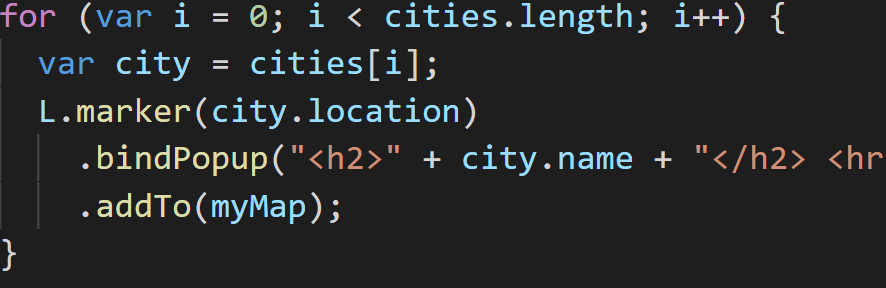 for (var i = 0; i < cities.length; i++) {
var city = cities[i];
L.marker(city.location)
.bindPopup("<h2>" + city.name + "</h2> <hr
.addTo(myMap);
}